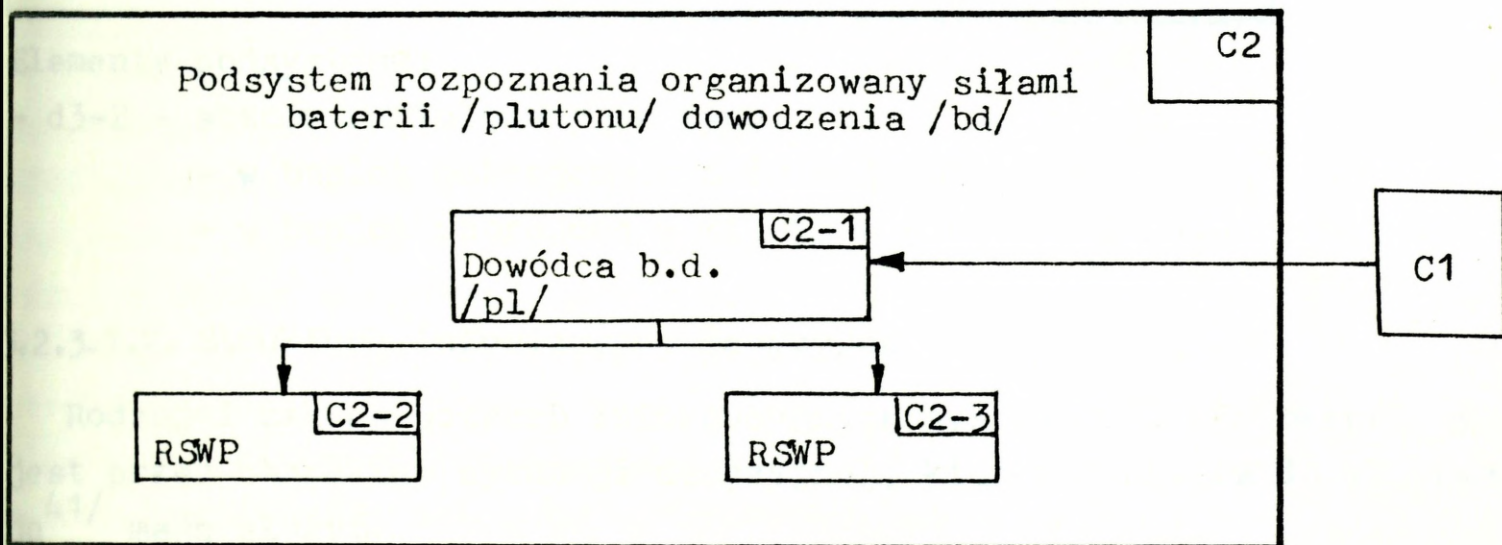 C2
Podsystem rozpoznania organizowany siłami
baterii /plutonu/ dowodzenia /bd/
C2-1
Dowódca b.d.
/pl/
C1
C2-2
RSWP
C2-3
RSWP